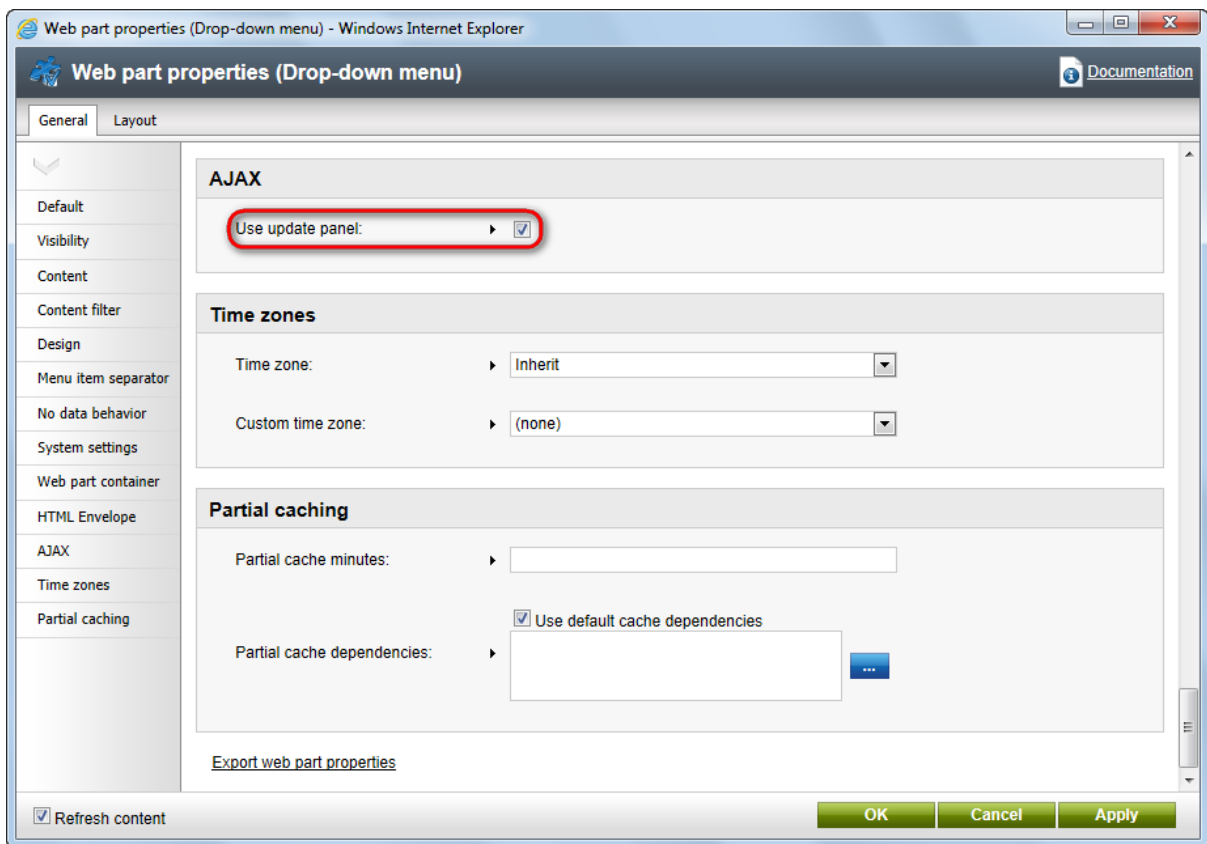 Web part properties (Drop-down menu) - Windows Internet Explorer
Web part properties (Drop-down menu)
Documentation
General Layout
Default
Visibility
Content
Content filter
Design
Menu item separator
No data behavior
System settings
Web part container
HTML Envelope
AJAX
Time zones
Partial caching
AJAX
Use update panel:
Time zones
Time zone: Inherit
Custom time zone: (none)
Partial caching
Partial cache minutes:
Use default cache dependencies
Partial cache dependencies: ...
Export web part properties
Refresh content OK Cancel Apply